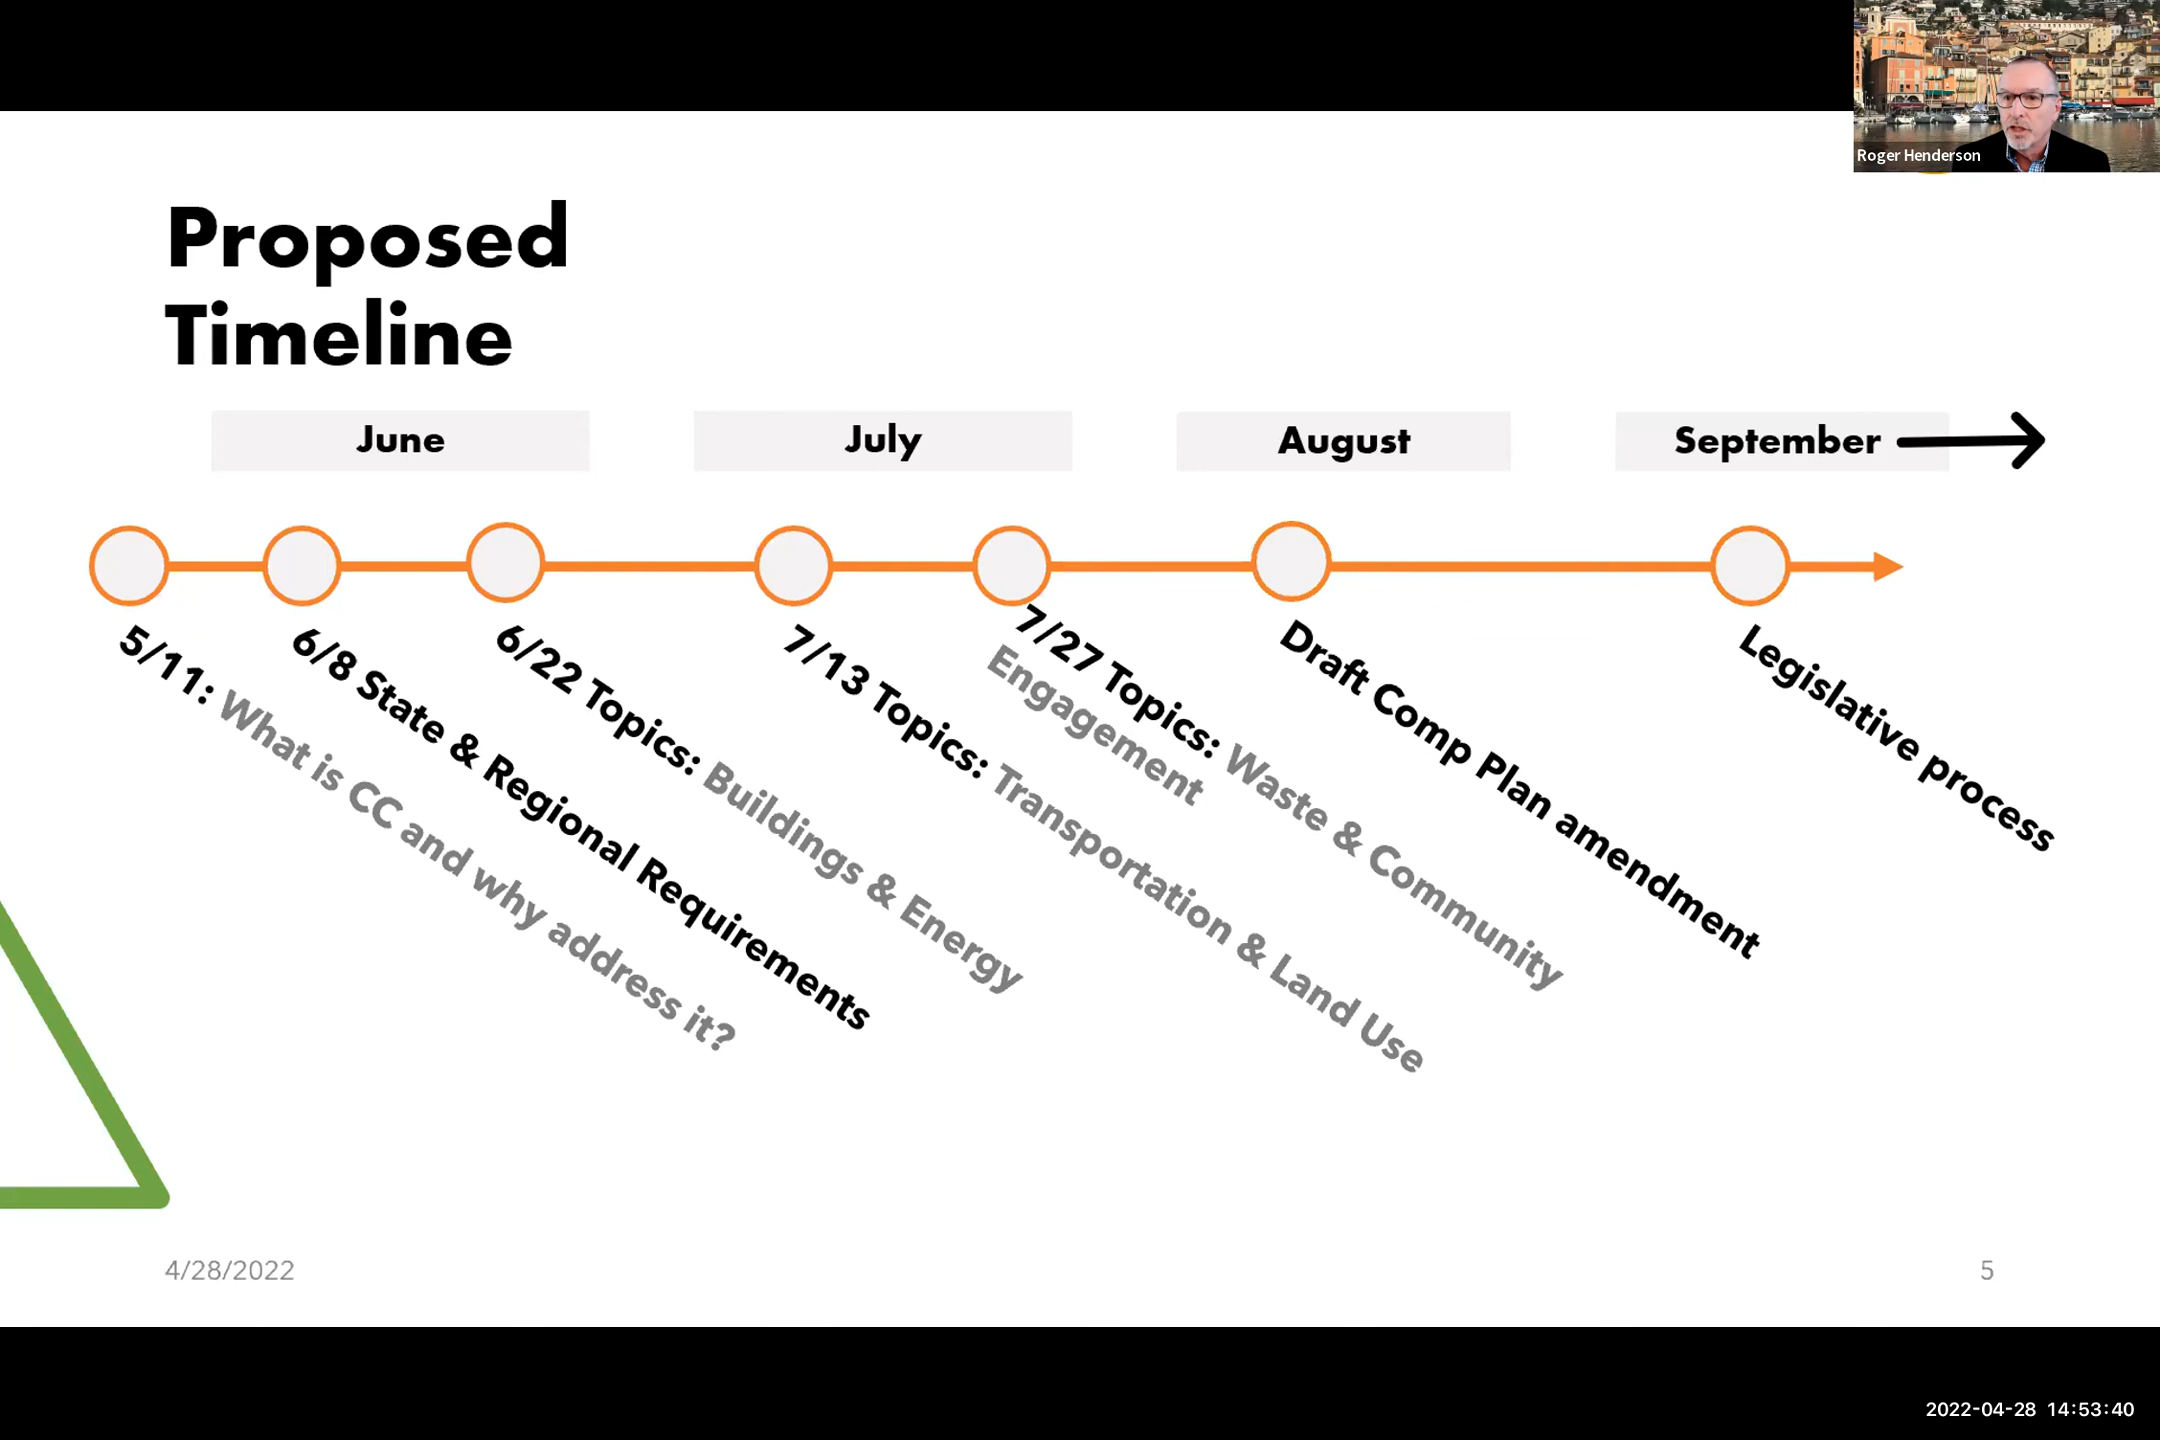 Roger Henderson
Proposed
Timeline
June
July
August
September
5/11: What is CC and why address it?
6/8 State & Regional Requirements
6/22 Topics: Buildings & Energy
7/13 Topics: Transportation & Land Use
7/27 Topics: Waste & Community
Engagement
Draft Comp Plan amendment
Legislative process
4/28/2022
5
2022-04-28 14:53:40